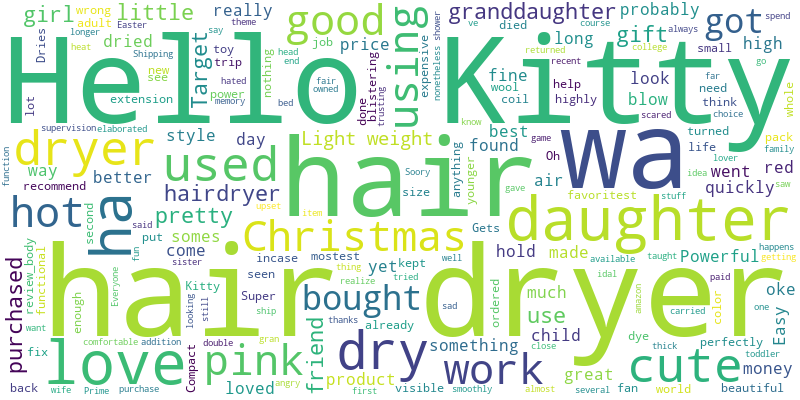 girl little
wrong
adult Easter
theme
really
good
granddaughter probably
got
Hello Kitty
Dries
longer
heat
dried
Shipping
new
see
extension
say
toy
trip
hated
power
memory
Target
died
head
end
job price
fair
owned
nothing
lot
bed
done
blistering
trusting
using
expensive
nonetheless shower
ve
course
always
spend
long gift
small high
returned
college
recent
go
fine
wool
coil
help
highly
look
blow
need
think
far
choice
whole
scared
know
game
supervision elaborated
function
dryer
style day
Light weight
best
found
anything
younger
Oh
life
turned
pack
family
lover
wa
way
better
recommend
used
hair
Soory
size
gave
air
went
quickly
red
idea stuff saw
hairdryer
favoritest
hot
ha
second
said
pretty
upset
item
put somes
come
sister
fun
Christmas
daughter
hold made
Gets
Powerful
happens
getting
taught
available
idal
purchased
review_body
functional
Everyone
enough
Kitty
looking
still
Super
ship
incase
seen
mostest
thing
realize
yet kept
tried
well
hair dryer
bought
sad
ordered
much
use
already
something
child
close
dye
oke
Easy
paid
color
amazon
carried
one
thick
toddler
perfectly
money
want
fix
comfortable addition
Compact
double
thanks
gran
love pink
friend
dry work
cute
back
wife
Prime purchase
loved
angry
first
product
visible smoothly
great
almost
several
fan
world
beautiful